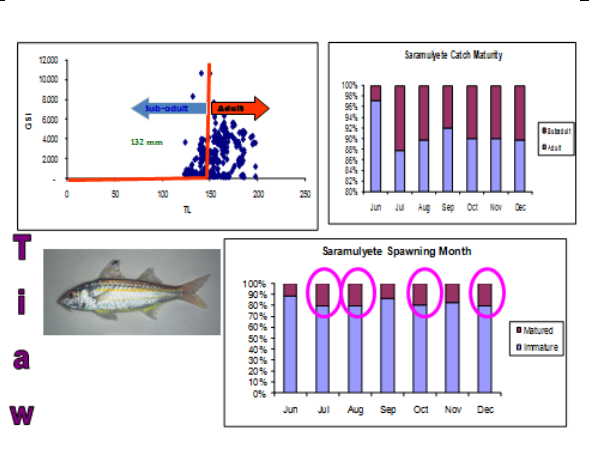 12.000
10.000
8.000
6.000
4.000
2.000
-
GSI
Sub-adult
Adult
132 mm
0 50 100 150 200 250
TL
Saramulyete Catch Maturity
100%
98%
96%
94%
92%
90%
88%
86%
84%
82%
80%
Jun Jul Aug Sep Oct Nov Dec
Subadult
Adult
T
i
a
w
Saramulyete Spawning Month
100%
90%
80%
70%
60%
50%
40%
30%
20%
10%
0%
Jun Jul Aug Sep Oct Nov Dec
Matured
Immature